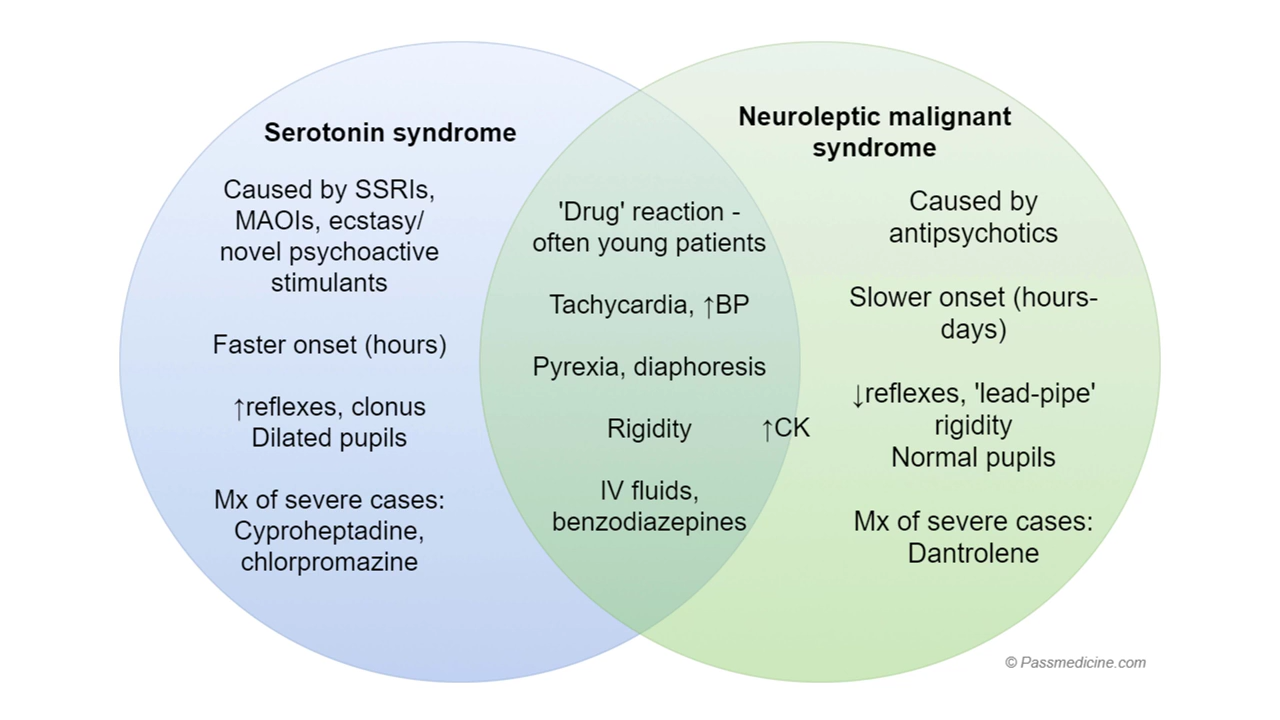 Serotonin syndrome
Caused by SSRIs,
MAOIs, ecstasy/
novel psychoactive
stimulants
Faster onset (hours)
↑reflexes, clonus
Dilated pupils
Mx of severe cases:
Cyproheptadine,
chlorpromazine
'Drug' reaction -
often young patients
Tachycardia, ↑BP
Pyrexia, diaphoresis
Rigidity
↑CK
IV fluids,
benzodiazepines
Neuroleptic malignant
syndrome
Caused by
antipsychotics
Slower onset (hours-
days)
↓reflexes, 'lead-pipe'
rigidity
Normal pupils
Mx of severe cases:
Dantrolene
© Passmedicine.com